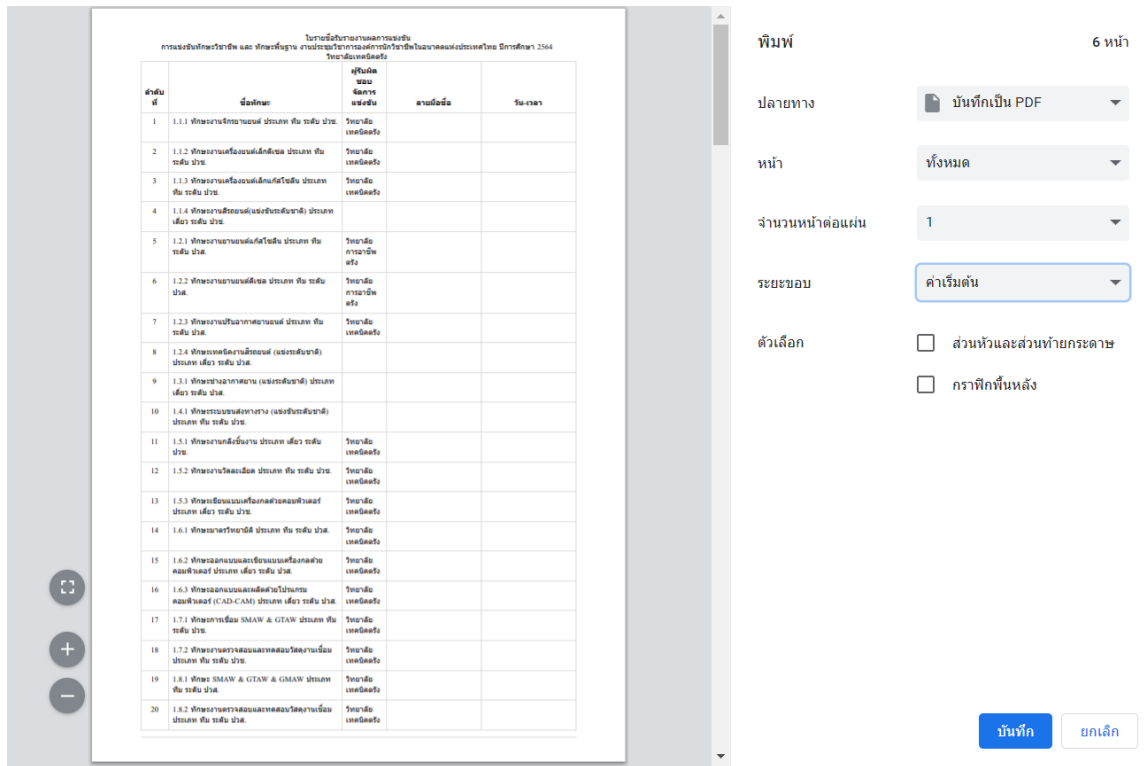 ใบรายชื่อรับรายงานผลการแข่งขัน
การแข่งขันทักษะวิชาชีพ และ ทักษะพื้นฐาน งานประชุมวิชาการองค์การนักวิชาชีพในอนาคตแห่งประเทศไทย ปีการศึกษา 2564
วิทยาลัยเทคนิคตรัง
ลำดับที่ ชื่อทักษะ ผู้รับผิดชอบจัดการแข่งขัน ลายมือชื่อ วัน-เวลา
1 1.1.1 ทักษะงานจักรยานยนต์ ประเภท ทีม ระดับ ปวช. วิทยาลัย
เทคนิคตรัง
2 1.1.2 ทักษะงานเครื่องยนต์เล็กดีเซล ประเภท ทีม วิทยาลัย
ระดับ ปวช. เทคนิคตรัง
3 1.1.3 ทักษะงานเครื่องยนต์เล็กแก๊สโซลีน ประเภท วิทยาลัย
ทีม ระดับ ปวช. เทคนิคตรัง
4 1.1.4 ทักษะงานสีรถยนต์(แข่งขันระดับชาติ) ประเภท
เดี่ยว ระดับ ปวช.
5 1.2.1 ทักษะงานยานยนต์แก๊สโซลีน ประเภท ทีม วิทยาลัย
ระดับ ปวส. การอาชีพ
ตรัง
6 1.2.2 ทักษะงานยานยนต์ดีเซล ประเภท ทีม ระดับ วิทยาลัย
ปวส. การอาชีพ
ตรัง
7 1.2.3 ทักษะงานปรับอากาศยานยนต์ ประเภท ทีม วิทยาลัย
ระดับ ปวส. เทคนิคตรัง
8 1.2.4 ทักษะเทคนิคงานสีรถยนต์ (แข่งระดับชาติ)
ประเภท เดี่ยว ระดับ ปวส.
9 1.3.1 ทักษะช่างอากาศยาน (แข่งระดับชาติ) ประเภท
เดี่ยว ระดับ ปวส.
10 1.4.1 ทักษะระบบขนส่งทางราง (แข่งขันระดับชาติ)
ประเภท ทีม ระดับ ปวส.
11 1.5.1 ทักษะงานกลึงชิ้นงาน ประเภท เดี่ยว ระดับ วิทยาลัย
ปวช. เทคนิคตรัง
12 1.5.2 ทักษะงานวัดละเอียด ประเภท ทีม ระดับ ปวช. วิทยาลัย
เทคนิคตรัง
13 1.5.3 ทักษะเขียนแบบเครื่องกลด้วยคอมพิวเตอร์ วิทยาลัย
ประเภท เดี่ยว ระดับ ปวช. เทคนิคตรัง
14 1.6.1 ทักษะมาตรวิทยามิติ ประเภท ทีม ระดับ ปวส. วิทยาลัย
เทคนิคตรัง
15 1.6.2 ทักษะออกแบบและเขียนแบบเครื่องกลด้วย วิทยาลัย
คอมพิวเตอร์ ประเภท เดี่ยว ระดับ ปวส. เทคนิคตรัง
16 1.6.3 ทักษะออกแบบและผลิตด้วยโปรแกรม วิทยาลัย
คอมพิวเตอร์ (CAD-CAM) ประเภท เดี่ยว ระดับ ปวส. เทคนิคตรัง
17 1.7.1 ทักษะการเชื่อม SMAW & GTAW ประเภท ทีม วิทยาลัย
ระดับ ปวช. เทคนิคตรัง
18 1.7.2 ทักษะงานตรวจสอบและทดสอบวัสดุงานเชื่อม วิทยาลัย
ประเภท ทีม ระดับ ปวช. เทคนิคตรัง
19 1.8.1 ทักษะ SMAW & GTAW & GMAW ประเภท วิทยาลัย
ทีม ระดับ ปวส. เทคนิคตรัง
20 1.8.2 ทักษะงานตรวจสอบและทดสอบวัสดุงานเชื่อม วิทยาลัย
ประเภท ทีม ระดับ ปวส. เทคนิคตรัง
พิมพ์ 6 หน้า
ปลายทาง บันทึกเป็น PDF
หน้า ทั้งหมด
จำนวนหน้าต่อแผ่น 1
ระยะขอบ ค่าเริ่มต้น
ตัวเลือก ส่วนหัวและส่วนท้ายกระดาษ
กราฟิกพื้นหลัง
บันทึก ยกเลิก